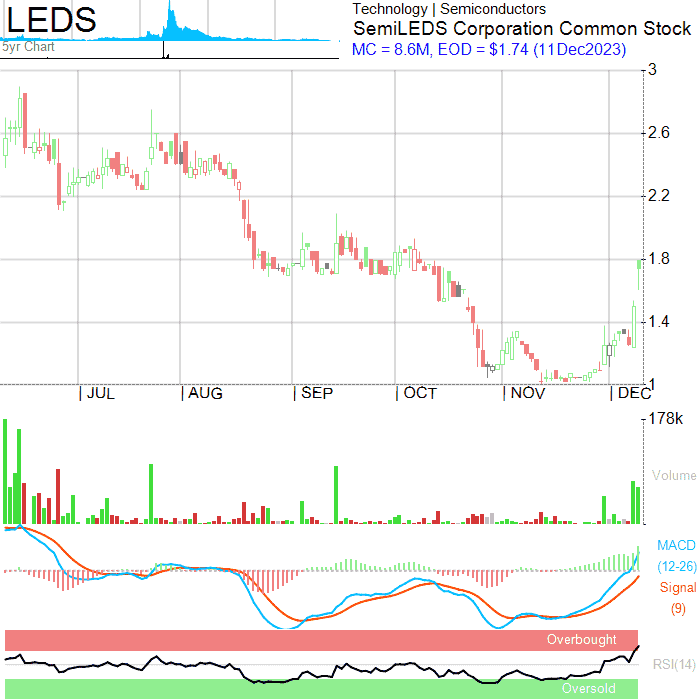 LEDS
5yr Chart
Technology | Semiconductors
SemiLEDS Corporation Common Stock
MC = 8.6M, EOD = $1.74 (11Dec2023)
3
2.6
2.2
1.8
1.4
1
| JUL | AUG | SEP | OCT | NOV | DEC
178k
Volume
MACD
(12-26)
Signal
(9)
Overbought
RSI(14)
Oversold